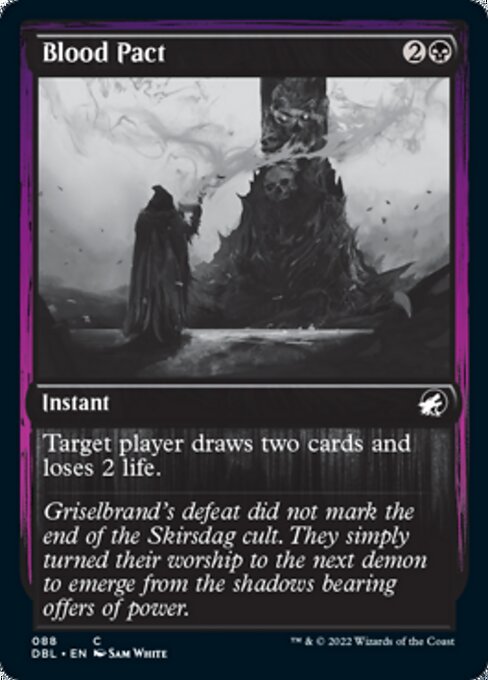 Blood Pact 2
Instant
Target player draws two cards and
loses 2 life.
Griselbrand's defeat did not mark the
end of the Skirsdag cult. They simply
turned their worship to the next demon
to emerge from the shadows bearing
offers of power.
088 C
DBL • EN Sam White
™ & © 2022 Wizards of the Coast